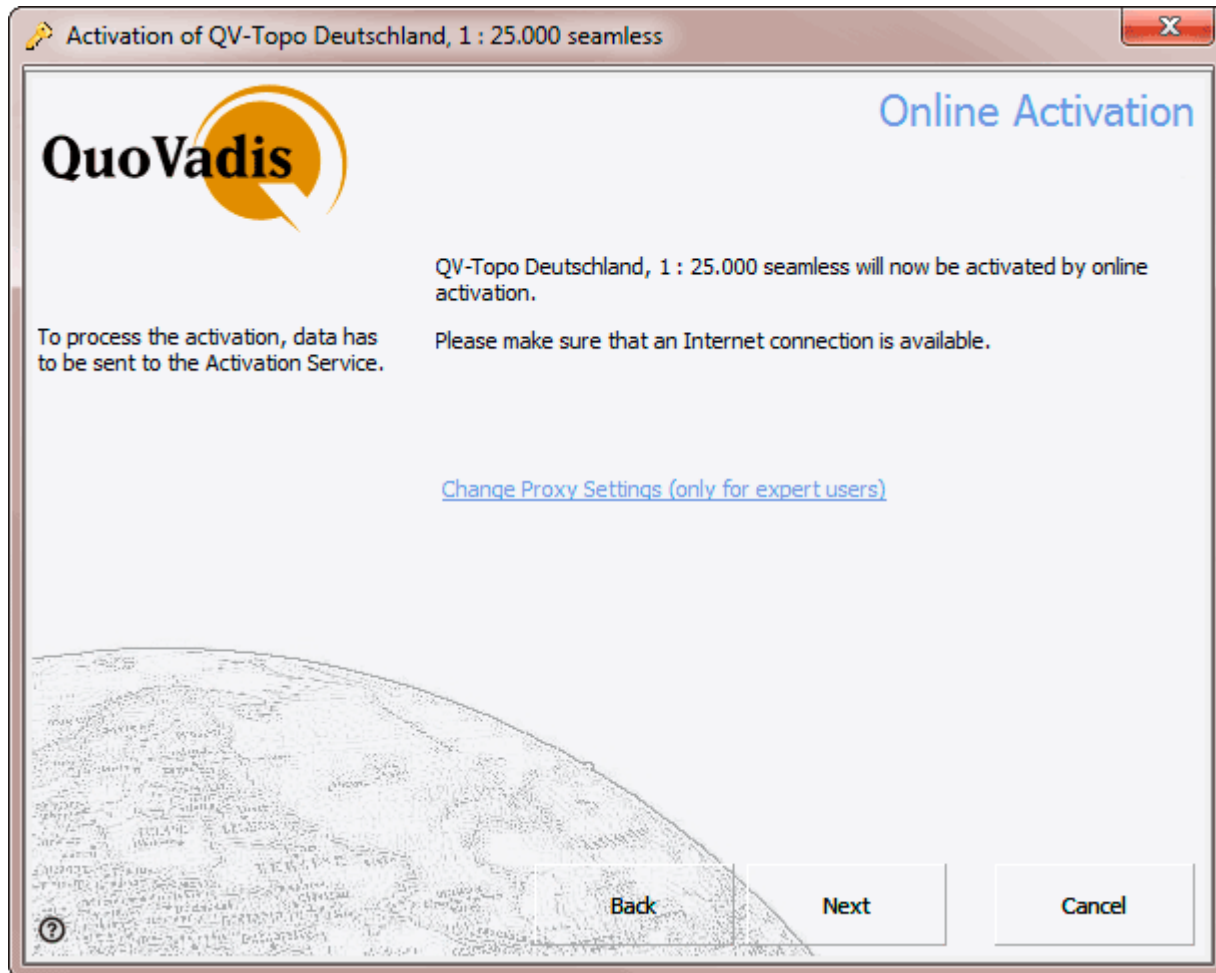 Activation of QV-Topo Deutschland, 1 : 25.000 seamless
QuoVadis
Online Activation
To process the activation, data has
to be sent to the Activation Service.
QV-Topo Deutschland, 1 : 25.000 seamless will now be activated by online
activation.
Please make sure that an Internet connection is available.
Change Proxy Settings (only for expert users)
Back
Next
Cancel